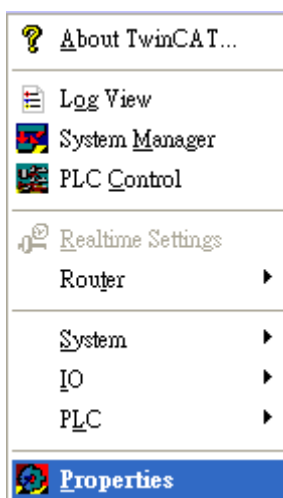 About TwinCAT...
Log View
System Manager
PLC Control
Realtime Settings
Router
System
IO
PLC
Properties